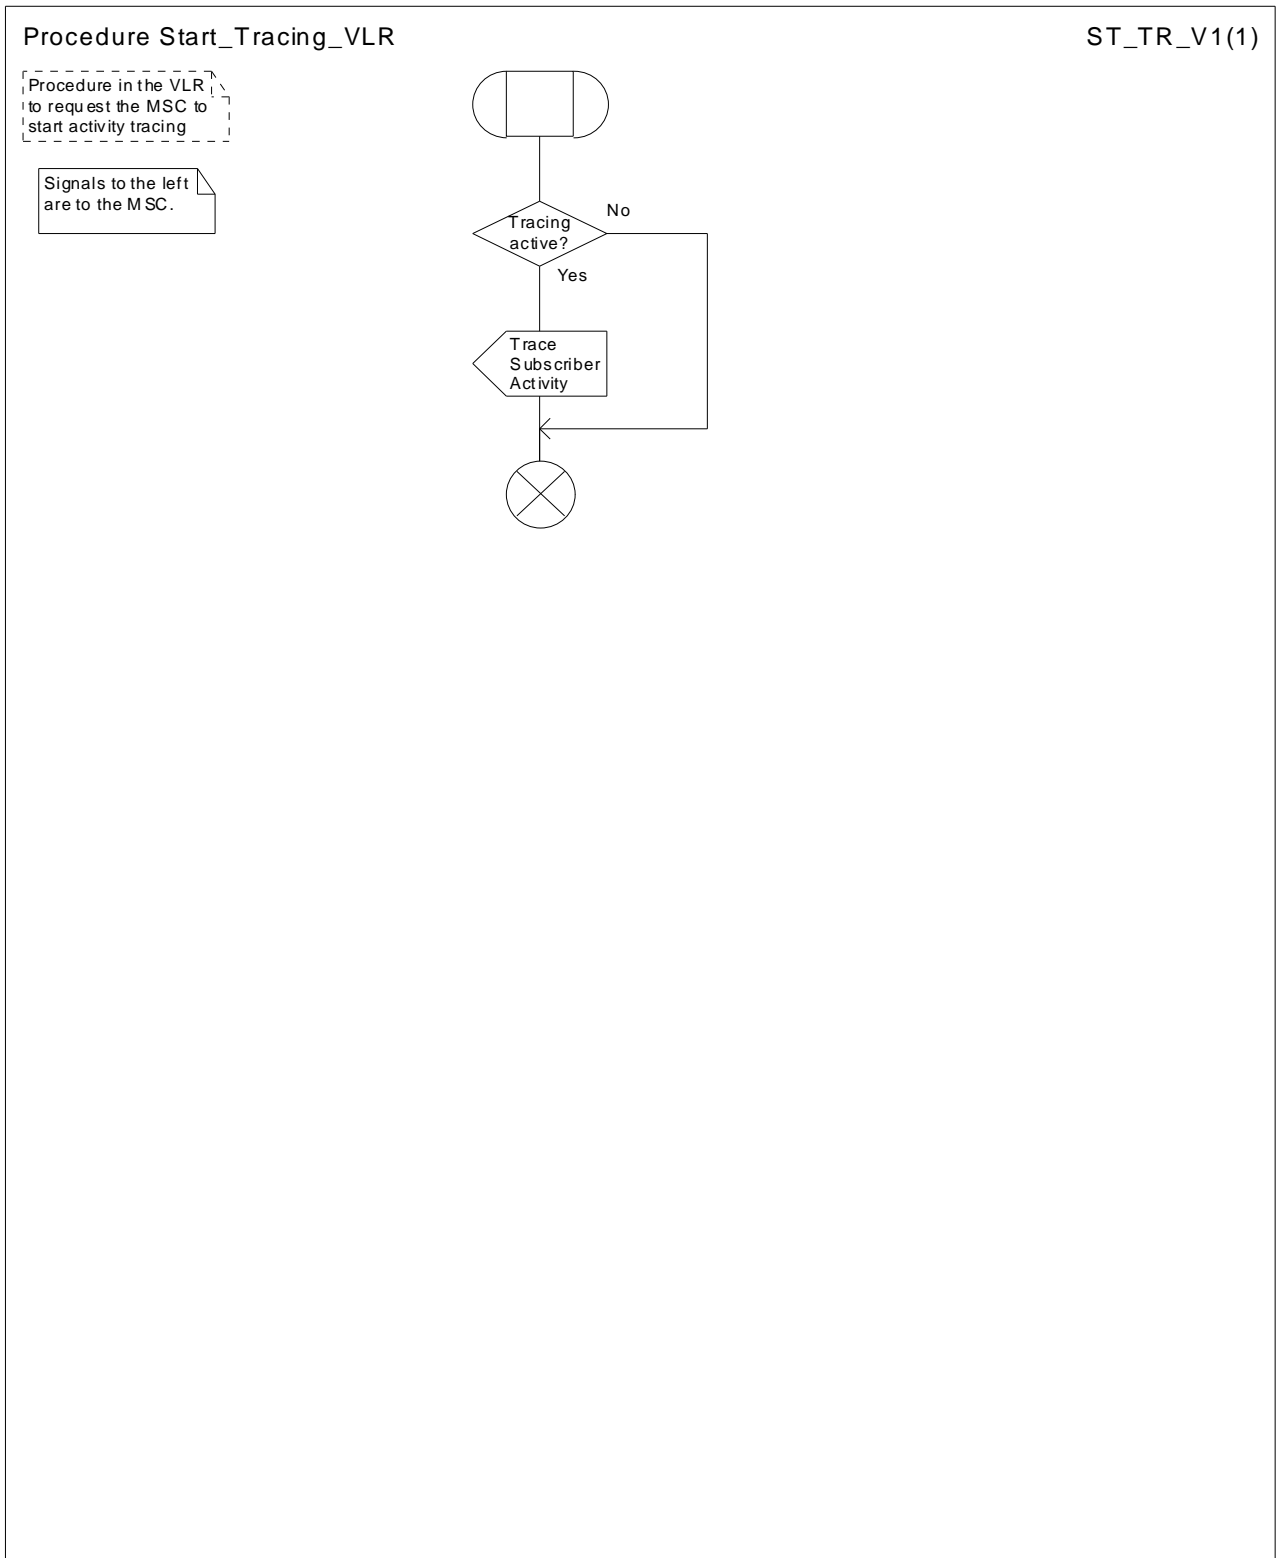 Procedure Start_Tracing_VLR
ST_TR_V1(1)
Procedure in the VLR
to request the MSC to
start activity tracing
Signals to the left
are to the MSC.
Tracing
active?
No
Yes
Trace
Subscriber
Activity